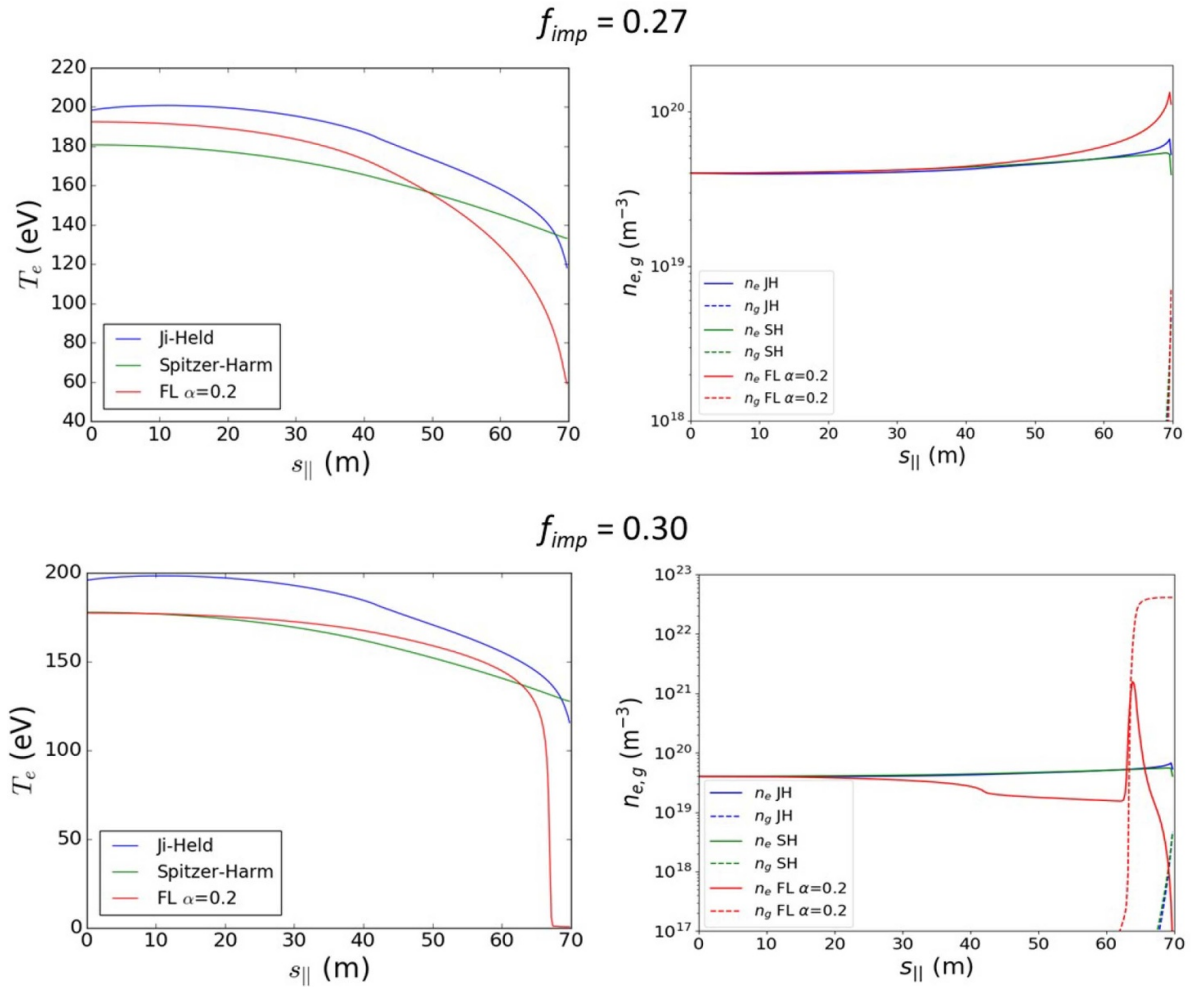 f_imp = 0.27
220
200
180
160
140
120
100
80
60
40
T_e (eV)
Ji-Held
Spitzer-Harm
FL α=0.2
0 10 20 30 40 50 60 70
s_|| (m)
10^20
10^19
10^18
n_e,g (m^−3)
n_e JH
n_g JH
n_e SH
n_g SH
n_e FL α=0.2
n_g FL α=0.2
0 10 20 30 40 50 60 70
s_|| (m)
f_imp = 0.30
200
150
100
50
0
T_e (eV)
Ji-Held
Spitzer-Harm
FL α=0.2
0 10 20 30 40 50 60 70
s_|| (m)
10^23
10^22
10^21
10^20
10^19
10^18
10^17
n_e,g (m^−3)
n_e JH
n_g JH
n_e SH
n_g SH
n_e FL α=0.2
n_g FL α=0.2
0 10 20 30 40 50 60 70
s_|| (m)